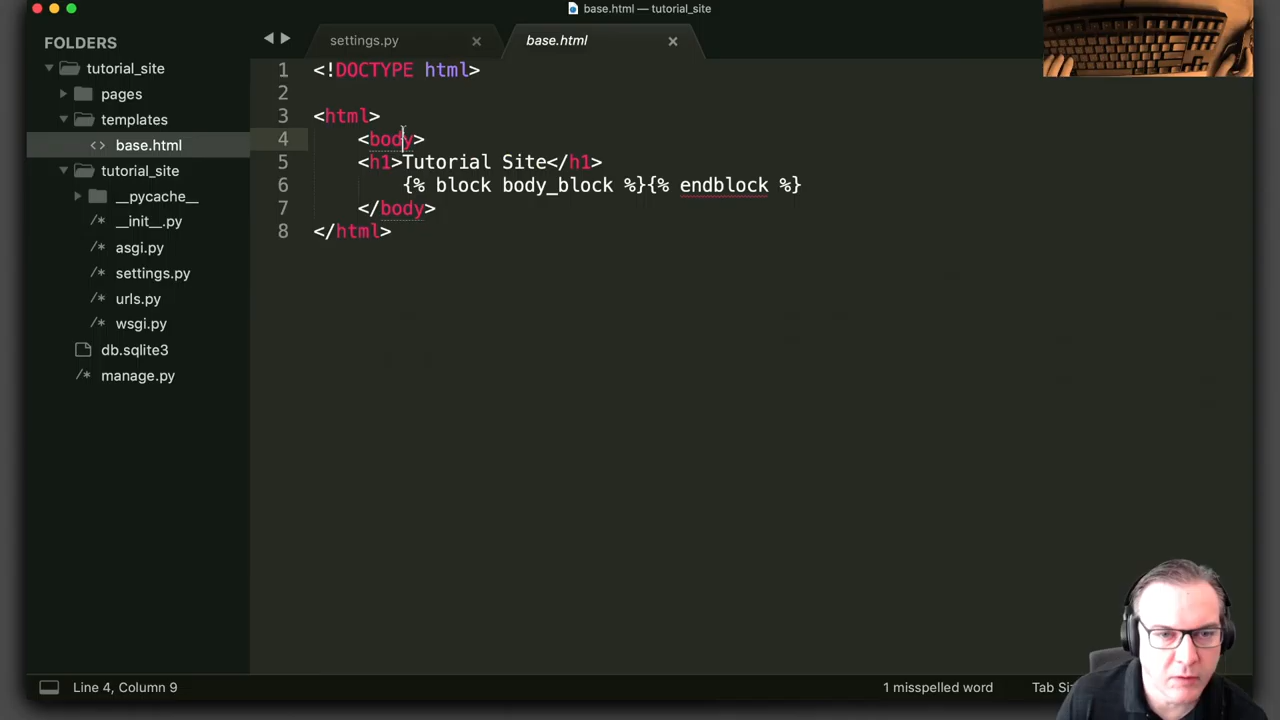 base.html — tutorial_site
FOLDERS
tutorial_site
pages
templates
<> base.html
tutorial_site
__pycache__
/* __init__.py
/* asgi.py
/* settings.py
/* urls.py
/* wsgi.py
db.sqlite3
/* manage.py
settings.py
base.html
1 <!DOCTYPE html>
2
3 <html>
4 <body>
5 <h1>Tutorial Site</h1>
6 {% block body_block %}{% endblock %}
7 </body>
8 </html>
Line 4, Column 9
1 misspelled word
Tab